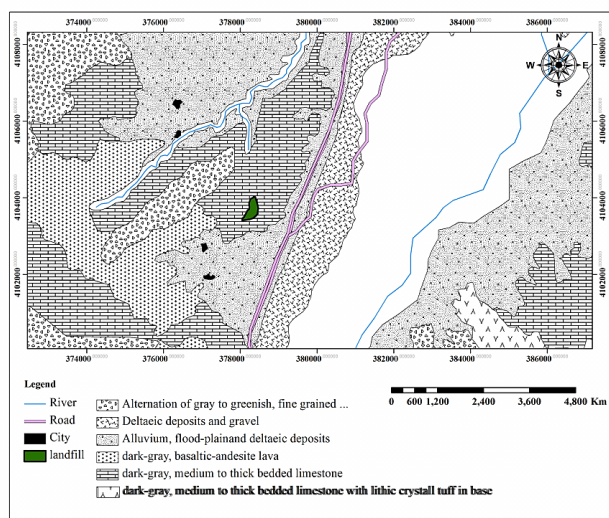 374000 376000 378000 380000 382000 384000 386000
4108000 4108000
4106000 4106000
4104000 4104000
4102000 4102000
N
W E
S
374000 376000 378000 380000 382000 384000 386000
Legend
River
Road
City
landfill
Alternation of gray to greenish, fine grained ...
Deltaeic deposits and gravel
Alluvium, flood-plainand deltaeic deposits
dark-gray, basaltic-andesite lava
dark-gray, medium to thick bedded limestone
dark-gray, medium to thick bedded limestone with lithic crystall tuff in base
0 600 1,200 2,400 3,600 4,800 Km